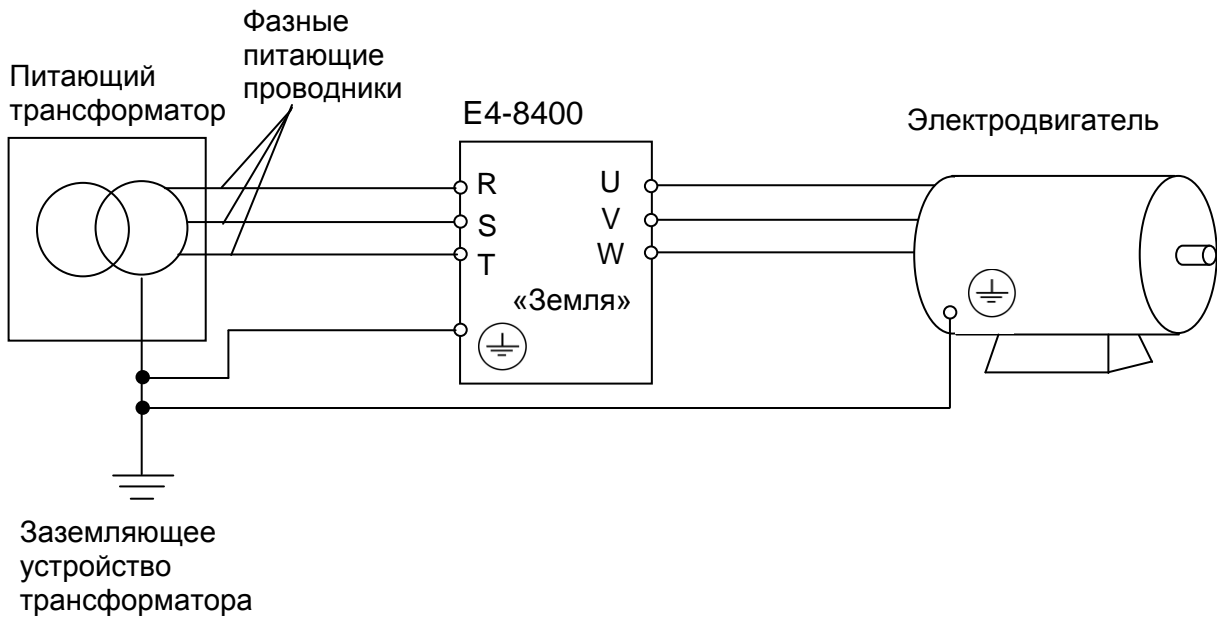 Фазные
питающие
проводники
Питающий
трансформатор
E4-8400
Электродвигатель
R
U
S
V
T
W
«Земля»
Заземляющее
устройство
трансформатора